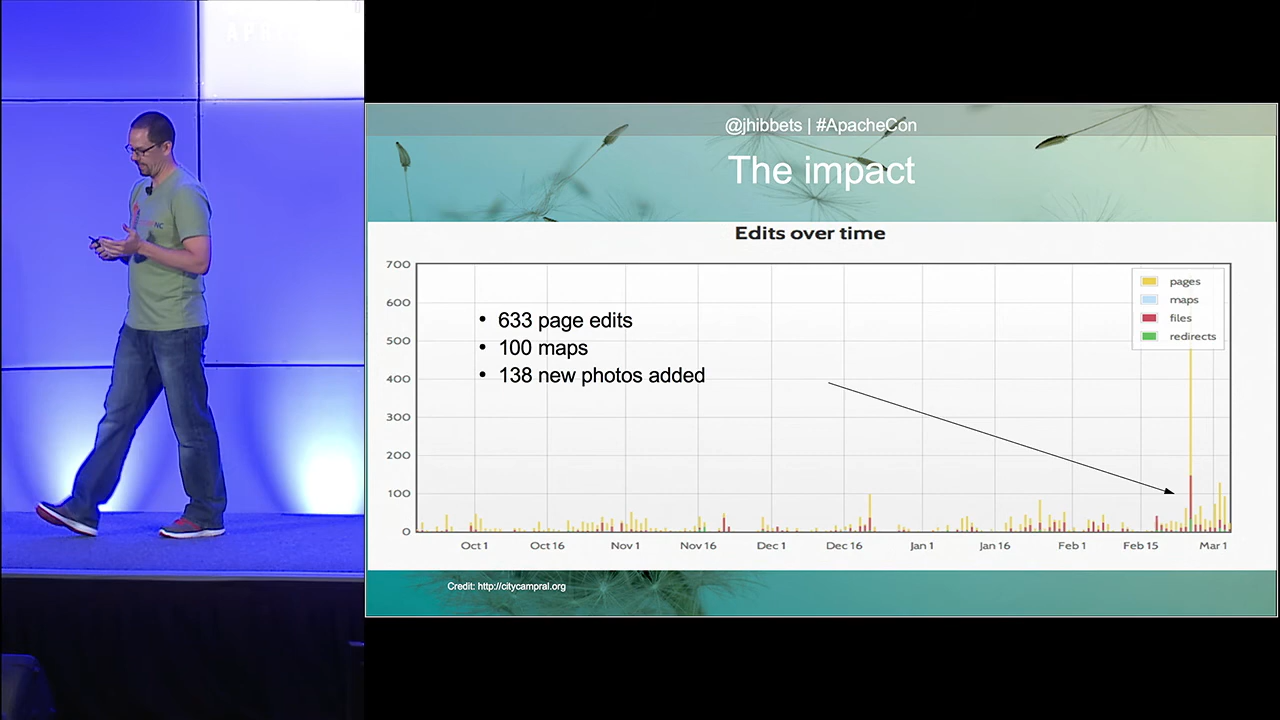 @jhibbets | #ApacheCon
The impact
Edits over time
700
600
500
400
300
200
100
0
pages
maps
files
redirects
• 633 page edits
• 100 maps
• 138 new photos added
Oct 1
Oct 16
Nov 1
Nov 16
Dec 1
Dec 16
Jan 1
Jan 16
Feb 1
Feb 15
Mar 1
Credit: http://citycampral.org
NC